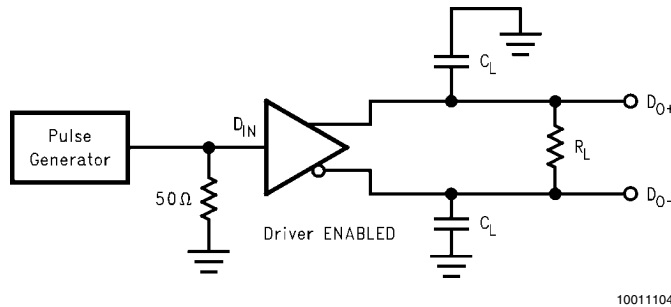 C_L
D_IN
D_O+
Pulse
Generator
R_L
50Ω
D_O-
Driver ENABLED
C_L
10011104